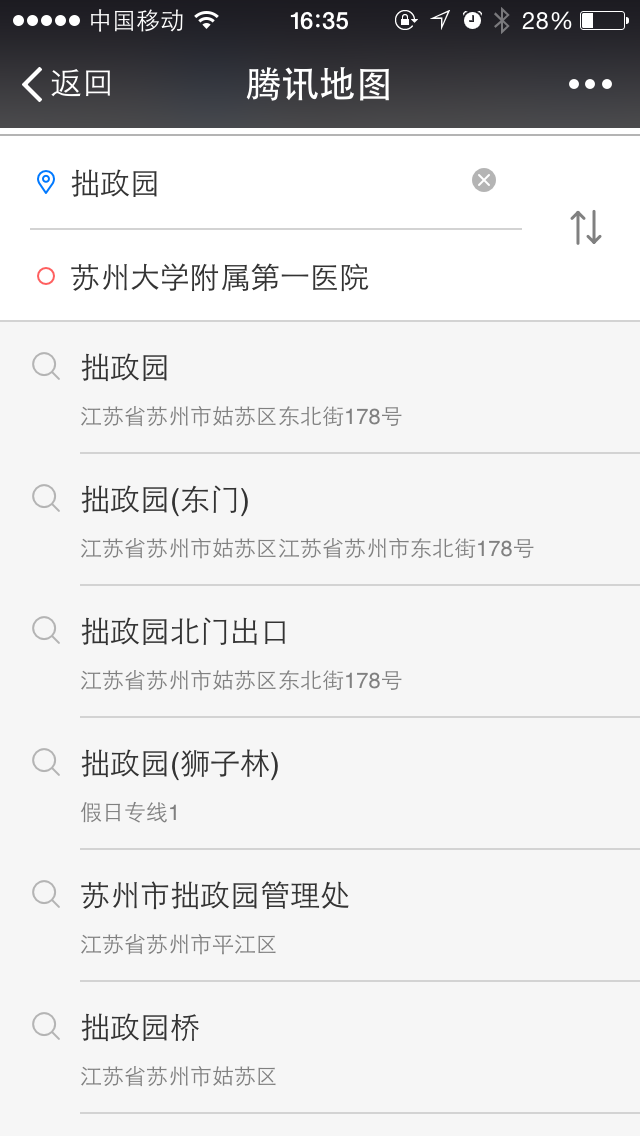 中国移动 16:35 28%
返回 腾讯地图
拙政园
苏州大学附属第一医院
拙政园
江苏省苏州市姑苏区东北街178号
拙政园(东门)
江苏省苏州市姑苏区江苏省苏州市东北街178号
拙政园北门出口
江苏省苏州市姑苏区东北街178号
拙政园(狮子林)
假日专线1
苏州市拙政园管理处
江苏省苏州市平江区
拙政园桥
江苏省苏州市姑苏区